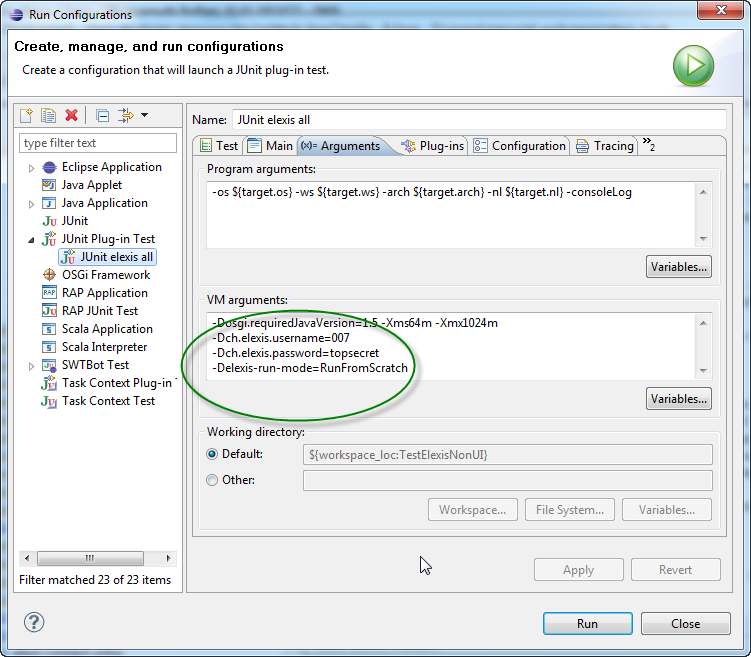 Run Configurations
Create, manage, and run configurations
Create a configuration that will launch a JUnit plug-in test.
type filter text
Eclipse Application
Java Applet
Java Application
Ju JUnit
JUnit Plug-in Test
JUnit elexis all
OSGi Framework
RAP Application
RAP JUnit Test
Scala Application
Scala Interpreter
SWTBot Test
Task Context Plug-in
Task Context Test
Filter matched 23 of 23 items
Name: JUnit elexis all
Test Main (x)= Arguments Plug-ins Configuration Tracing »2
Program arguments:
-os ${target.os} -ws ${target.ws} -arch ${target.arch} -nl ${target.nl} -consoleLog
Variables...
VM arguments:
-Dosgi.requiredJavaVersion=1.5 -Xms64m -Xmx1024m
-Dch.elexis.username=007
-Dch.elexis.password=topsecret
-Delexis-run-mode=RunFromScratch
Variables...
Working directory:
Default: ${workspace_loc:TestElexisNonUI}
Other:
Workspace... File System... Variables...
Apply Revert
? Run Close